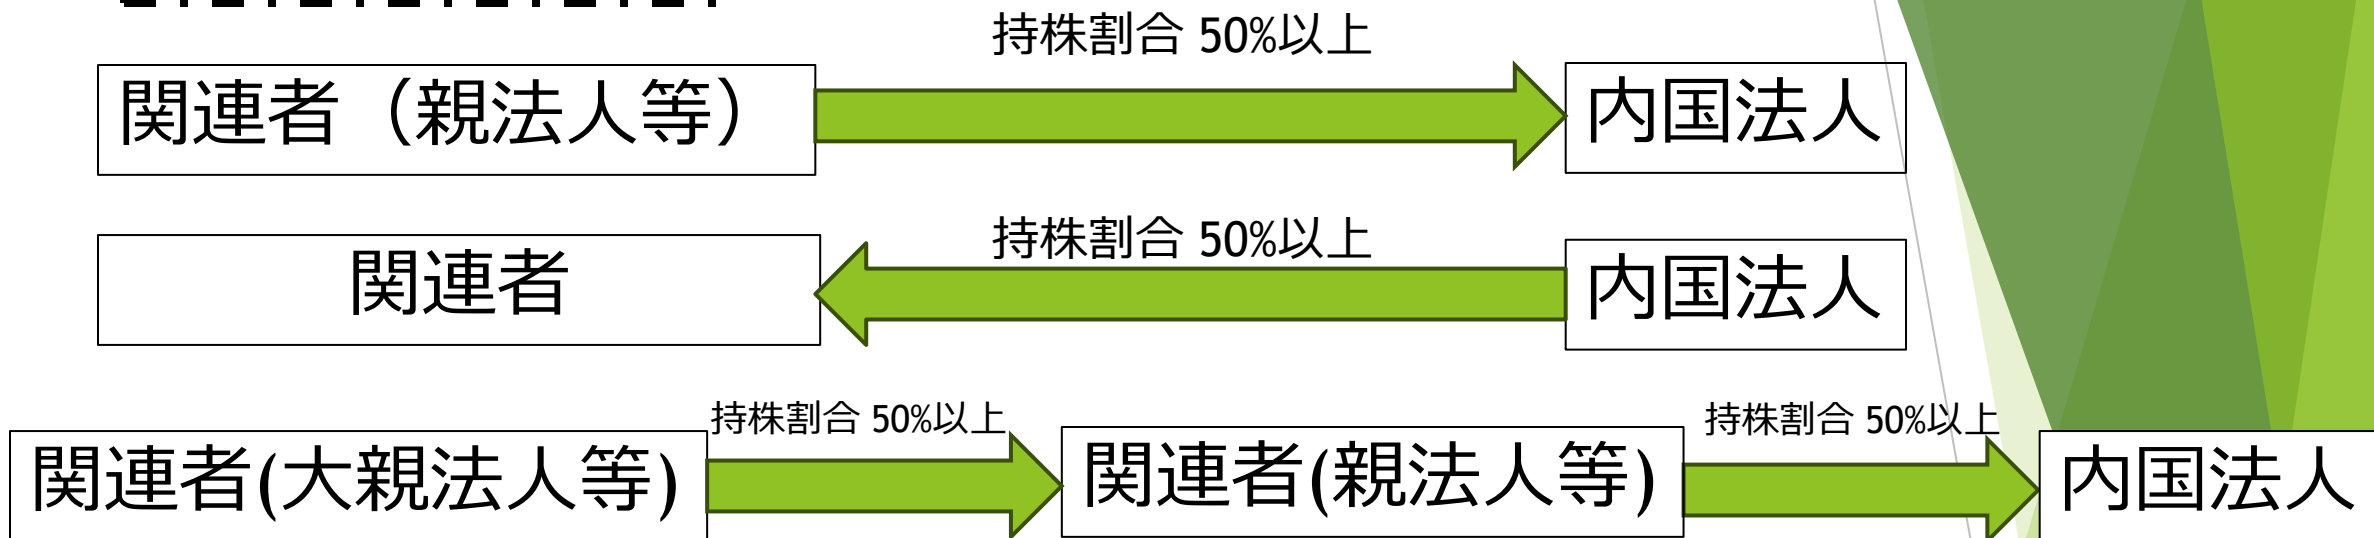 持株割合 50%以上
関連者（親法人等） 内国法人
持株割合 50%以上
関連者 内国法人
持株割合 50%以上 持株割合 50%以上
関連者(大親法人等) 関連者(親法人等) 内国法人